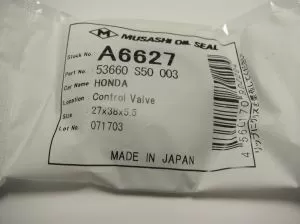 MUSASHI OIL SEAL
Stock No. A6627
Part No. 53660 S50 003
Car Name HONDA
Location Control Valve
Size 27x38x5.5
Lot No. 071703
MADE IN JAPAN